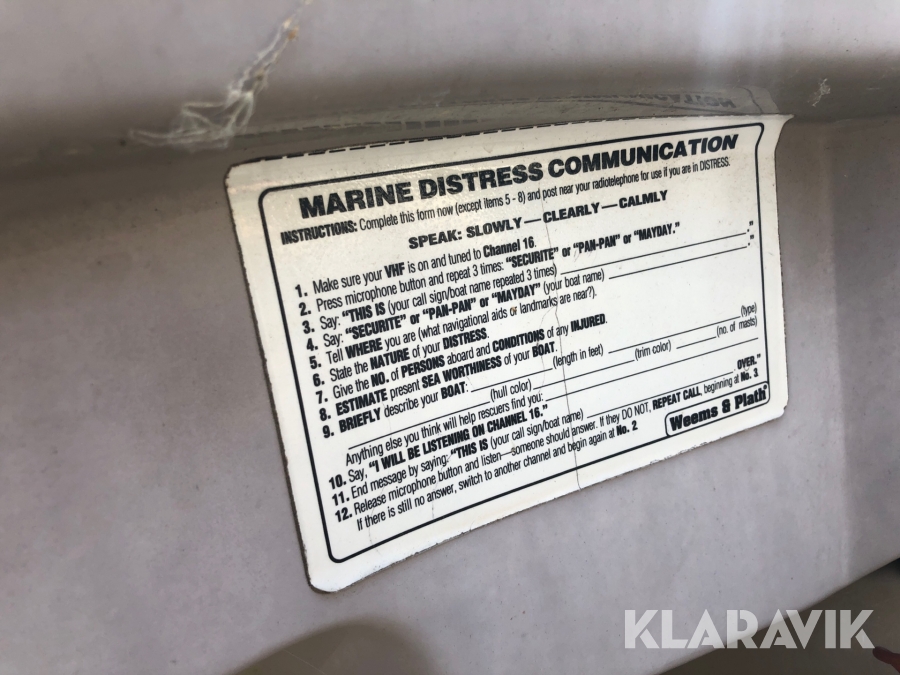 MARINE DISTRESS COMMUNICATION
INSTRUCTIONS: Complete this form now (except items 5 - 8) and post near your radiotelephone for use if you are in DISTRESS.
SPEAK: SLOWLY — CLEARLY — CALMLY
1. Make sure your VHF is on and tuned to Channel 16.
2. Press microphone button and repeat 3 times: "SECURITE" or "PAN-PAN" or "MAYDAY."
3. Say: "THIS IS (your call sign/boat name repeated 3 times) ."
4. Say: "SECURITE" or "PAN-PAN" or "MAYDAY" (your boat name) ."
5. Tell WHERE you are (what navigational aids or landmarks are near?).
6. State the NATURE of your DISTRESS.
7. Give the NO. of PERSONS aboard and CONDITIONS of any INJURED.
8. ESTIMATE present SEA WORTHINESS of your BOAT.
9. BRIEFLY describe your BOAT: (type)
(hull color) (length in feet) (trim color) (no. of masts)
Anything else you think will help rescuers find you:
10. Say, "I WILL BE LISTENING ON CHANNEL 16."
11. End message by saying: "THIS IS (your call sign/boat name) OVER."
12. Release microphone button and listen—someone should answer. If they DO NOT, REPEAT CALL, beginning at No. 3
If there is still no answer, switch to another channel and begin again at No. 2
Weems & Plath
KLARAVIK